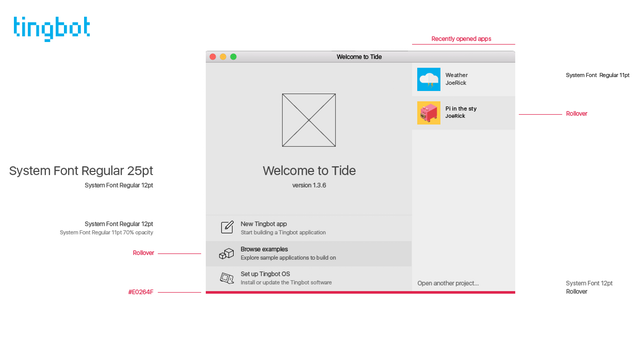 tingbot
Recently opened apps
Welcome to Tide
Weather
JoeRick
System Font Regular 11pt
Pi in the sty
JoeRick
Rollover
System Font Regular 25pt
Welcome to Tide
System Font Regular 12pt
version 1.3.6
System Font Regular 12pt
New Tingbot app
System Font Regular 11pt 70% opacity
Start building a Tingbot application
Rollover
Browse examples
Explore sample applications to build on
Set up Tingbot OS
Install or update the Tingbot software
Open another project...
System Font 12pt
Rollover
#E0264F